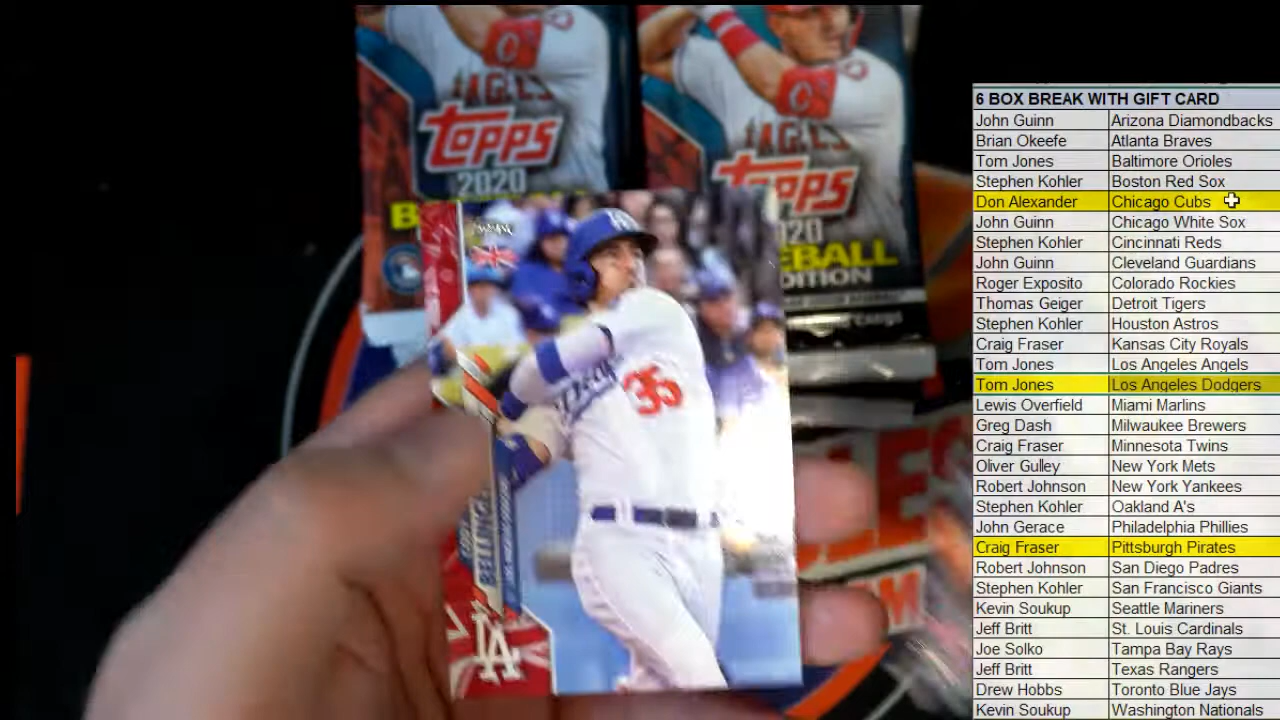 TOPPS
2020
TOPPS
EBALL
DITION
35
LA
6 BOX BREAK WITH GIFT CARD
John Guinn Arizona Diamondbacks
Brian Okeefe Atlanta Braves
Tom Jones Baltimore Orioles
Stephen Kohler Boston Red Sox
Don Alexander Chicago Cubs
John Guinn Chicago White Sox
Stephen Kohler Cincinnati Reds
John Guinn Cleveland Guardians
Roger Exposito Colorado Rockies
Thomas Geiger Detroit Tigers
Stephen Kohler Houston Astros
Craig Fraser Kansas City Royals
Tom Jones Los Angeles Angels
Tom Jones Los Angeles Dodgers
Lewis Overfield Miami Marlins
Greg Dash Milwaukee Brewers
Craig Fraser Minnesota Twins
Oliver Gulley New York Mets
Robert Johnson New York Yankees
Stephen Kohler Oakland A's
John Gerace Philadelphia Phillies
Craig Fraser Pittsburgh Pirates
Robert Johnson San Diego Padres
Stephen Kohler San Francisco Giants
Kevin Soukup Seattle Mariners
Jeff Britt St. Louis Cardinals
Joe Solko Tampa Bay Rays
Jeff Britt Texas Rangers
Drew Hobbs Toronto Blue Jays
Kevin Soukup Washington Nationals